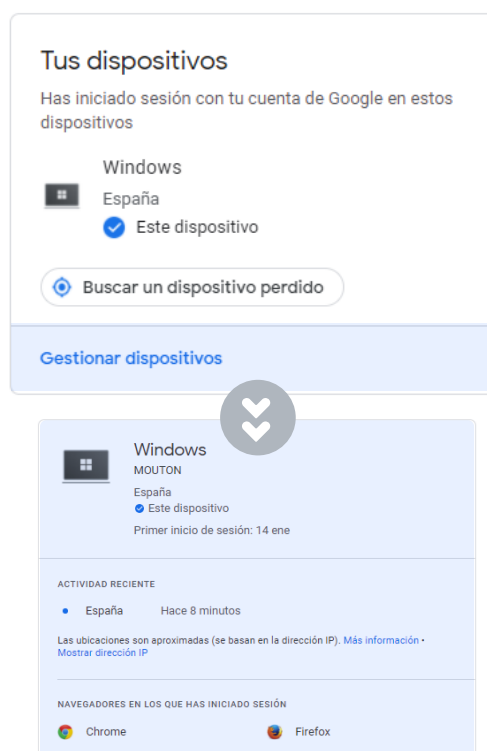 Tus dispositivos
Has iniciado sesión con tu cuenta de Google en estos
dispositivos
Windows
España
Este dispositivo
Buscar un dispositivo perdido
Gestionar dispositivos
Windows
MOUTON
España
Este dispositivo
Primer inicio de sesión: 14 ene
ACTIVIDAD RECIENTE
España Hace 8 minutos
Las ubicaciones son aproximadas (se basan en la dirección IP). Más información •
Mostrar dirección IP
NAVEGADORES EN LOS QUE HAS INICIADO SESIÓN
Chrome Firefox